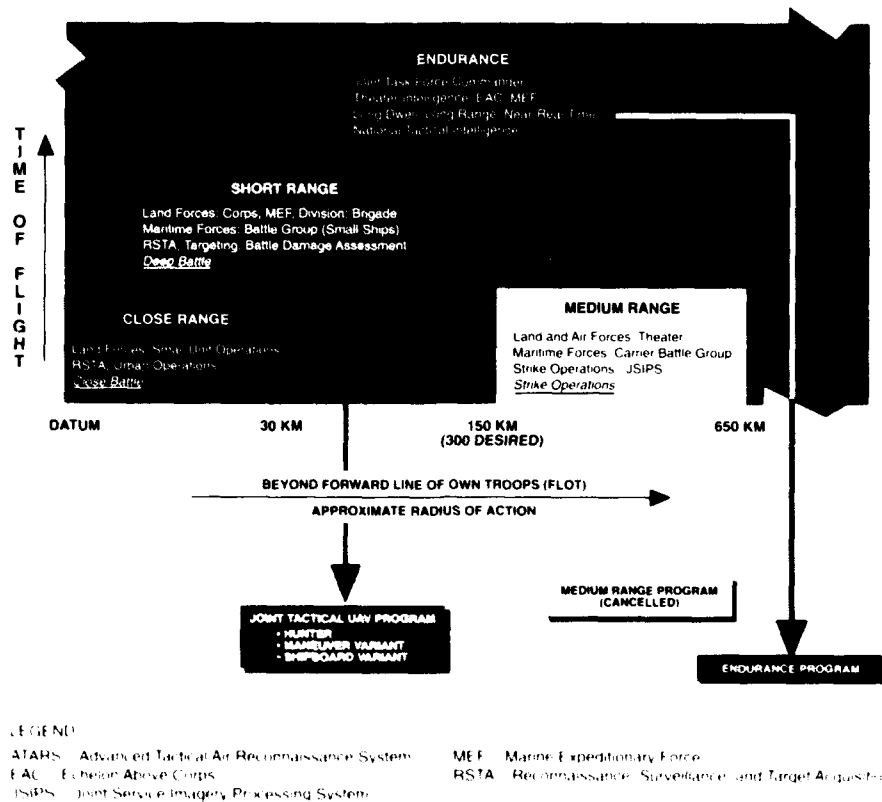 ENDURANCE
Joint Task Force Commander
Theater Intelligence EAC, MEF
Long Dwell, Long Range, Near Real Time
National Tactical Intelligence
TIME OF FLIGHT
SHORT RANGE
Land Forces: Corps, MEF, Division: Brigade
Maritime Forces: Battle Group (Small Ships)
RSTA, Targeting, Battle Damage Assessment
Deep Battle
CLOSE RANGE
Land Forces: Small Unit Operations
RSTA, Urban Operations
Close Battle
MEDIUM RANGE
Land and Air Forces Theater
Maritime Forces Carrier Battle Group
Strike Operations JSIPS
Strike Operations
DATUM 30 KM 150 KM 650 KM
(300 DESIRED)
BEYOND FORWARD LINE OF OWN TROOPS (FLOT)
APPROXIMATE RADIUS OF ACTION
MEDIUM RANGE PROGRAM
(CANCELLED)
JOINT TACTICAL UAV PROGRAM
• HUNTER
• MANEUVER VARIANT
• SHIPBOARD VARIANT
ENDURANCE PROGRAM
LEGEND
ATARS Advanced Tactical Air Reconnaissance System
EAC Echelon Above Corps
JSIPS Joint Service Imagery Processing System
MEF Marine Expeditionary Force
RSTA Reconnaissance, Surveillance, and Target Acquisitio